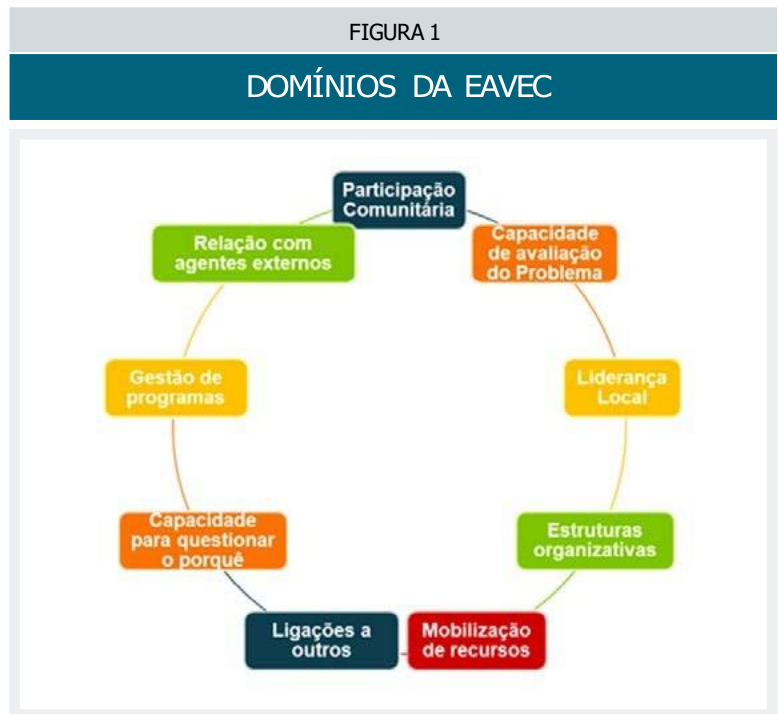 FIGURA 1
DOMÍNIOS DA EAVEC
Participação
Comunitária
Capacidade
de avaliação
do Problema
Liderança
Local
Estruturas
organizativas
Mobilização
de recursos
Ligações a
outros
Capacidade
para questionar
o porquê
Gestão de
programas
Relação com
agentes externos